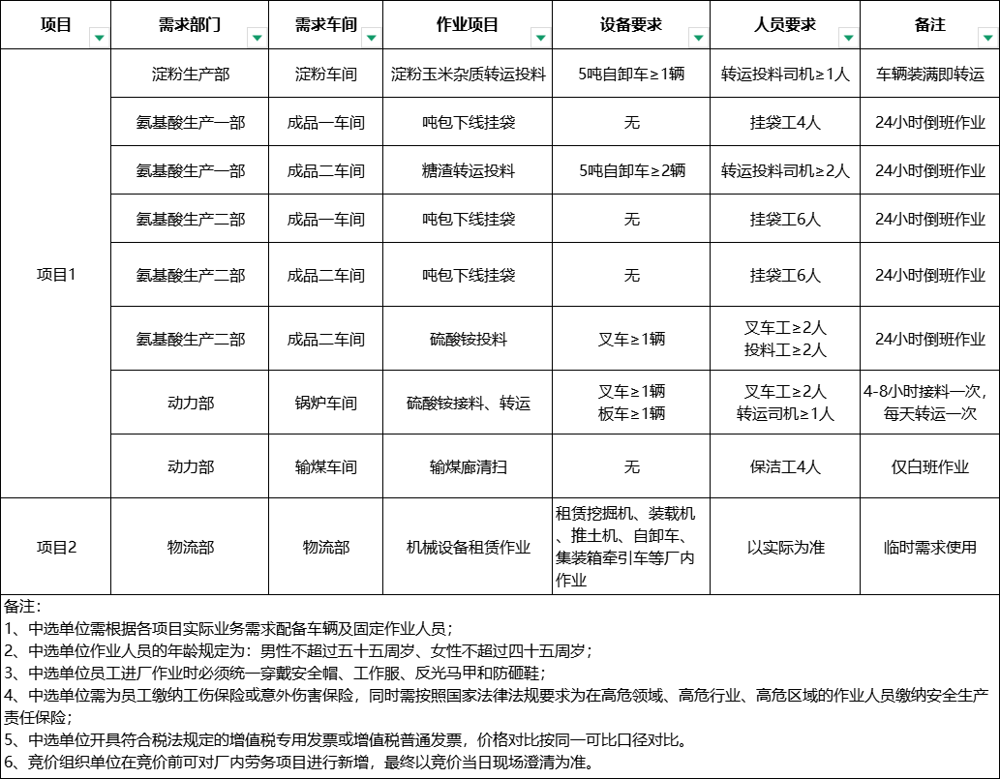 项目 需求部门 需求车间 作业项目 设备要求 人员要求 备注
项目1
淀粉生产部 淀粉车间 淀粉玉米杂质转运投料 5吨自卸车≥1辆 转运投料司机≥1人 车辆装满即转运
氨基酸生产一部 成品一车间 吨包下线挂袋 无 挂袋工4人 24小时倒班作业
氨基酸生产一部 成品二车间 糖渣转运投料 5吨自卸车≥2辆 转运投料司机≥2人 24小时倒班作业
氨基酸生产二部 成品一车间 吨包下线挂袋 无 挂袋工6人 24小时倒班作业
氨基酸生产二部 成品二车间 吨包下线挂袋 无 挂袋工6人 24小时倒班作业
氨基酸生产二部 成品二车间 硫酸铵投料 叉车≥1辆 叉车工≥2人
投料工≥2人
24小时倒班作业
动力部 锅炉车间 硫酸铵接料、转运 叉车≥1辆
板车≥1辆
叉车工≥2人
转运司机≥1人
4-8小时接料一次，
每天转运一次
动力部 输煤车间 输煤廊清扫 无 保洁工4人 仅白班作业
项目2 物流部 物流部 机械设备租赁作业
租赁挖掘机、装载机
、推土机、自卸车、
集装箱牵引车等厂内
作业
以实际为准 临时需求使用
备注：
1、中选单位需根据各项目实际业务需求配备车辆及固定作业人员；
2、中选单位作业人员的年龄规定为：男性不超过五十五周岁、女性不超过四十五周岁；
3、中选单位员工进厂作业时必须统一穿戴安全帽、工作服、反光马甲和防砸鞋；
4、中选单位需为员工缴纳工伤保险或意外伤害保险，同时需按照国家法律法规要求为在高危领域、高危行业、高危区域的作业人员缴纳安全生产
责任保险；
5、中选单位开具符合税法规定的增值税专用发票或增值税普通发票，价格对比按同一可比口径对比。
6、竞价组织单位在竞价前可对厂内劳务项目进行新增，最终以竞价当日现场澄清为准。